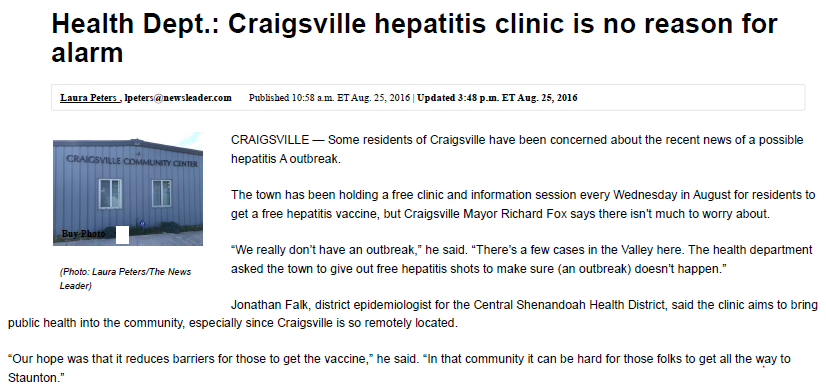 Health Dept.: Craigsville hepatitis clinic is no reason for
alarm
Laura Peters , lpeters@newsleader.com Published 10:58 a.m. ET Aug. 25, 2016 | Updated 3:48 p.m. ET Aug. 25, 2016
CRAIGSVILLE COMMUNITY CENTER
Buy Photo
(Photo: Laura Peters/The News
Leader)
CRAIGSVILLE — Some residents of Craigsville have been concerned about the recent news of a possible
hepatitis A outbreak.
The town has been holding a free clinic and information session every Wednesday in August for residents to
get a free hepatitis vaccine, but Craigsville Mayor Richard Fox says there isn't much to worry about.
“We really don’t have an outbreak,” he said. “There’s a few cases in the Valley here. The health department
asked the town to give out free hepatitis shots to make sure (an outbreak) doesn’t happen.”
Jonathan Falk, district epidemiologist for the Central Shenandoah Health District, said the clinic aims to bring
public health into the community, especially since Craigsville is so remotely located.
“Our hope was that it reduces barriers for those to get the vaccine,” he said. “In that community it can be hard for those folks to get all the way to
Staunton.”